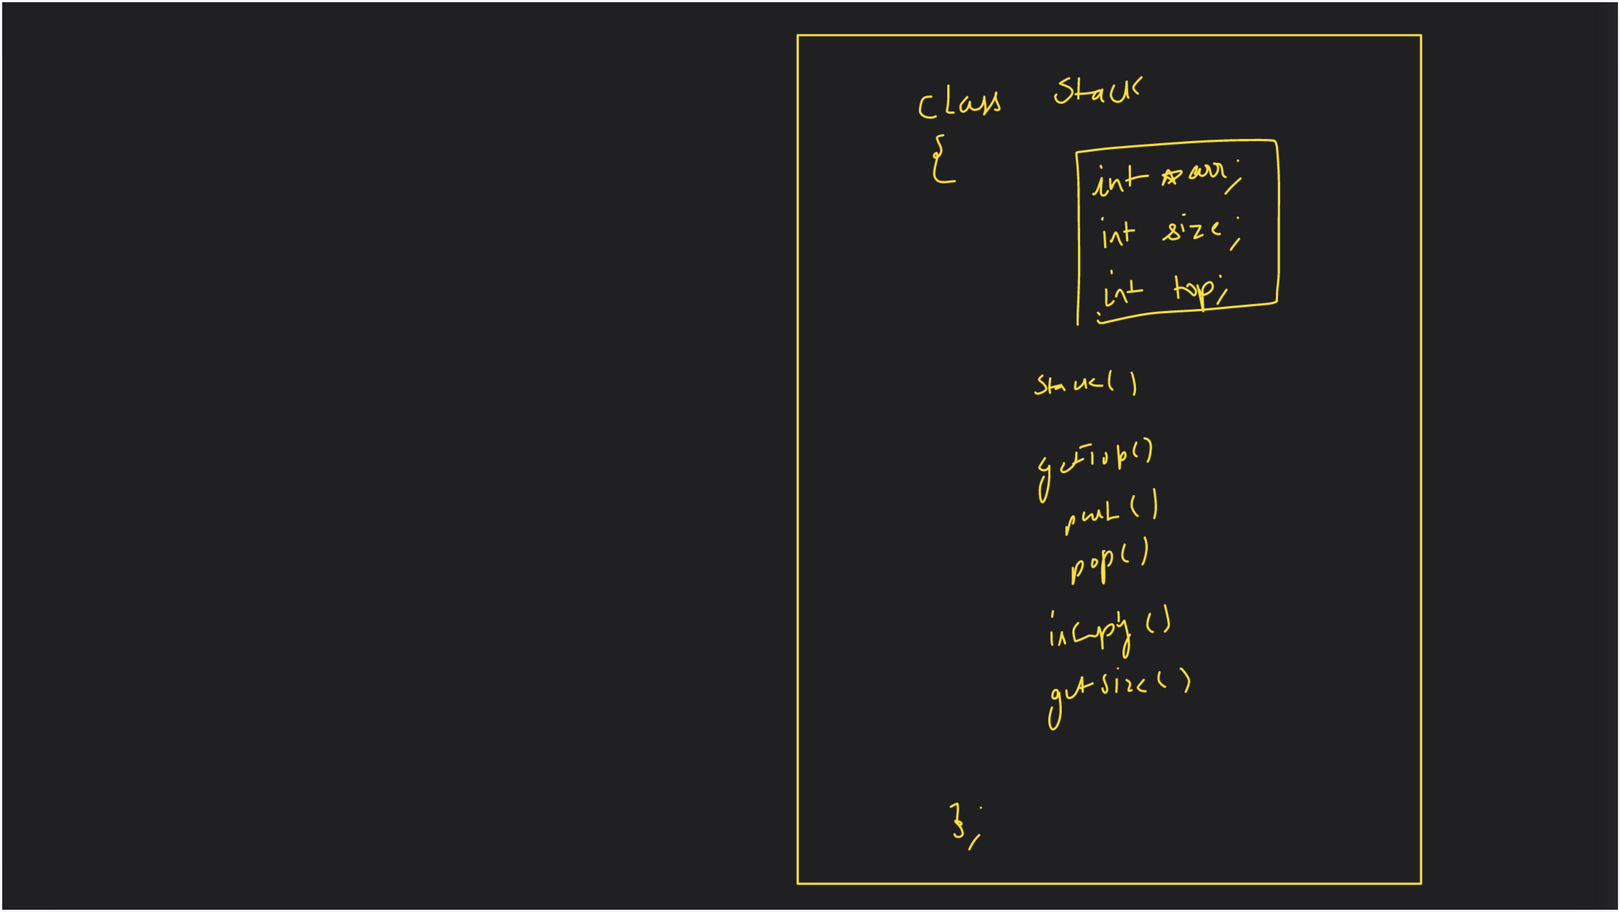 class Stack
{
int *arr;
int size;
int top;
Stack()
getTop()
push()
pop()
isEmpty()
getSize()
};